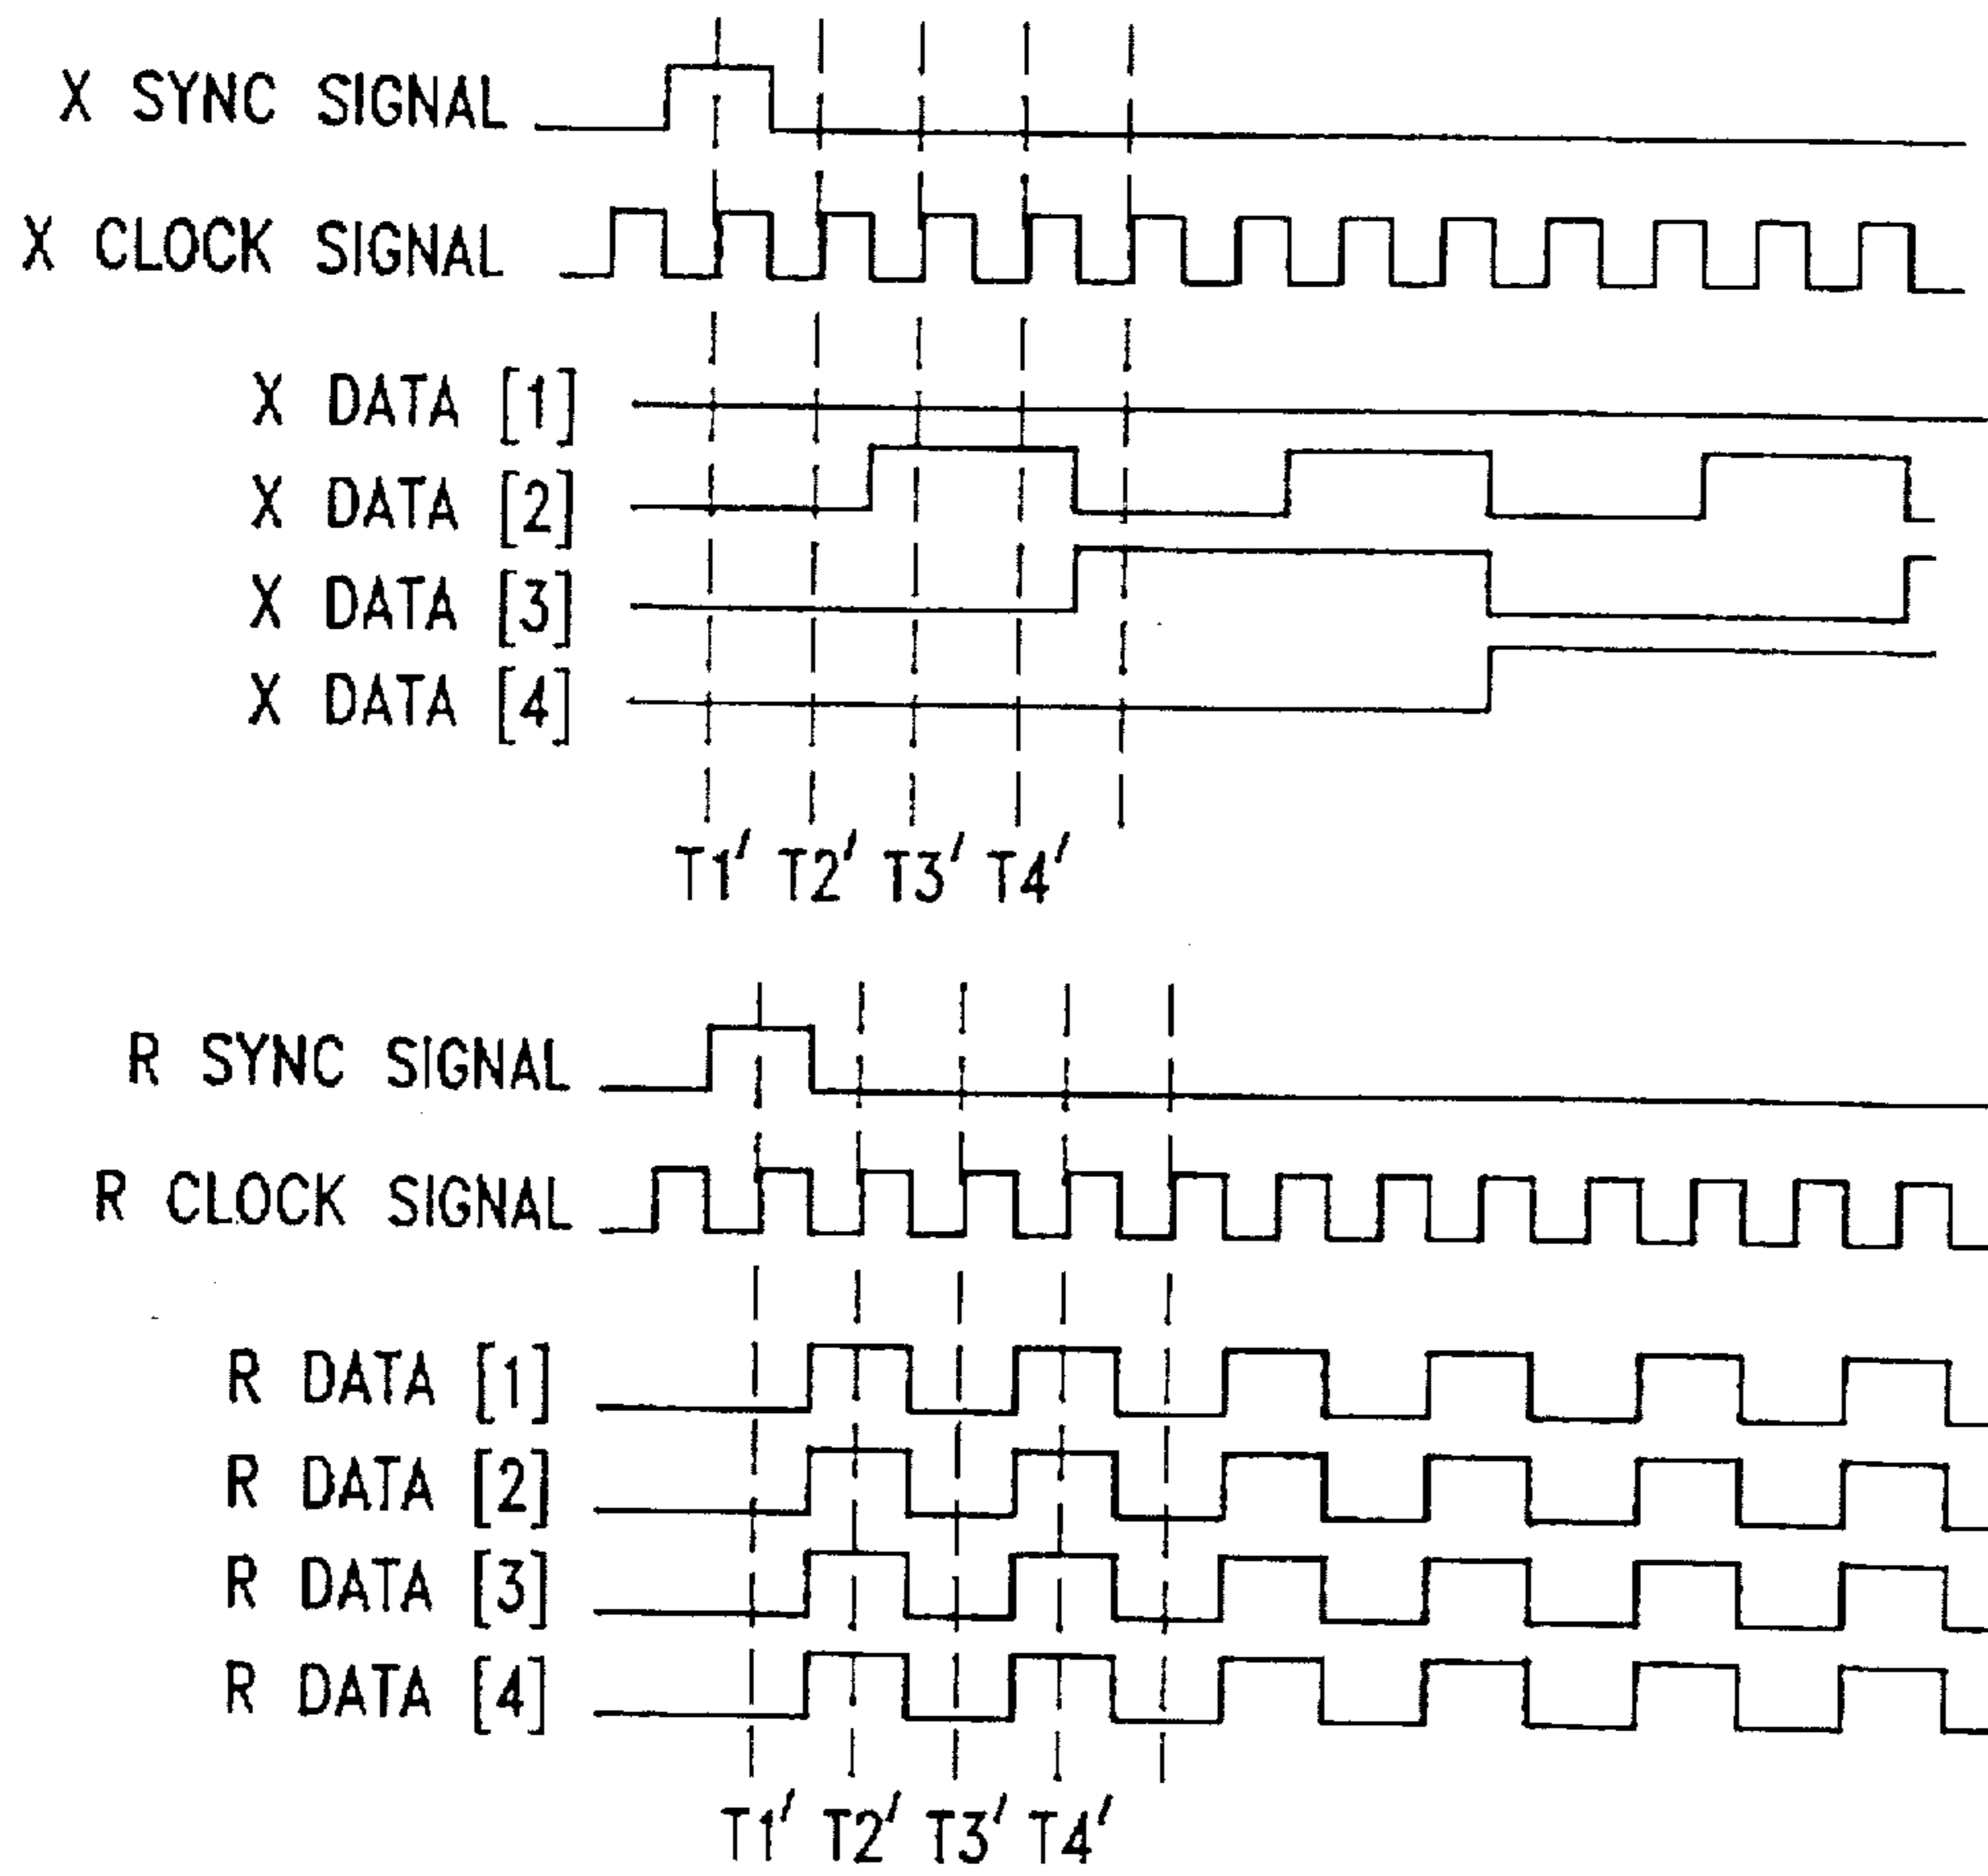 X SYNC SIGNAL
X CLOCK SIGNAL
X DATA [1]
X DATA [2]
X DATA [3]
X DATA [4]
T1' T2' T3' T4'
R SYNC SIGNAL
R CLOCK SIGNAL
R DATA [1]
R DATA [2]
R DATA [3]
R DATA [4]
T1' T2' T3' T4'